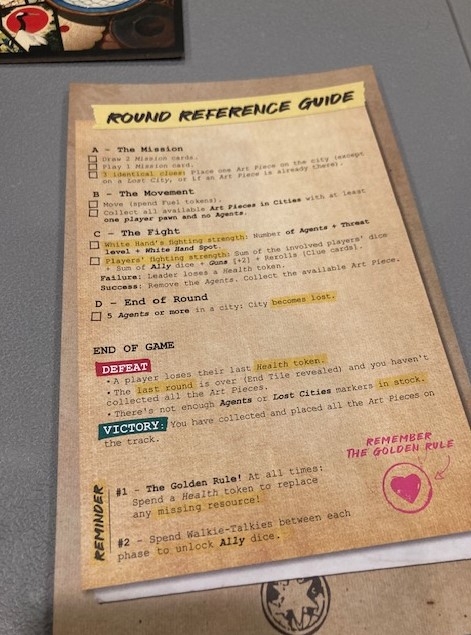 ROUND REFERENCE GUIDE
A - The Mission
Draw 2 Mission cards.
Play 1 Mission card.
3 identical clues: Place one Art Piece on the city (except
on a Lost City, or if an Art Piece is already there).
B - The Movement
Move (spend Fuel tokens).
Collect all available Art Pieces in Cities with at least
one player pawn and no Agents.
C - The Fight
White Hand's fighting strength: Number of Agents + Threat
level + White Hand Spot.
Players' fighting strength: Sum of the involved players' dice
+ Sum of Ally dice + Guns [+2] + Rerolls [Clue cards].
Failure: Leader loses a Health token.
Success: Remove the Agents. Collect the available Art Piece.
D - End of Round
5 Agents or more in a city: City becomes lost.
END OF GAME
DEFEAT
• A player loses their last Health token.
• The last round is over (End Tile revealed) and you haven't
collected all the Art Pieces.
• There's not enough Agents or Lost Cities markers in stock.
VICTORY: You have collected and placed all the Art Pieces on
the track.
REMEMBER
THE GOLDEN RULE
REMINDER
#1 - The Golden Rule! At all times:
Spend a Health token to replace
any missing resource!
#2 - Spend Walkie-Talkies between each
phase to unlock Ally dice.